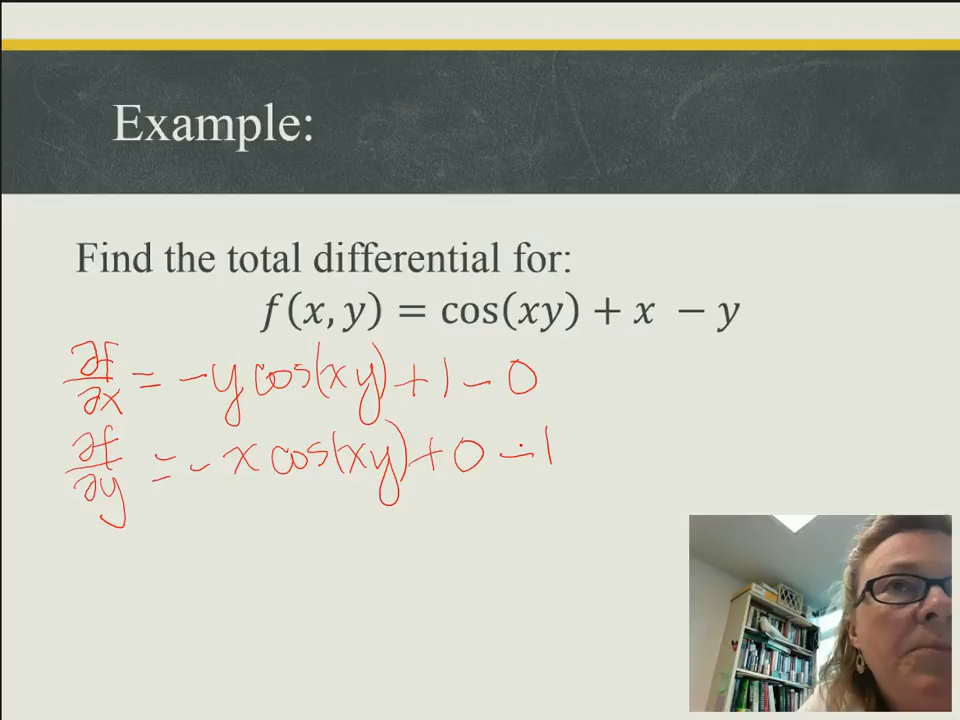 Example:
Find the total differential for:
f(x, y) = cos(xy) + x − y
∂f/∂x = -y cos(xy) + 1 - 0
∂f/∂y = - x cos(xy) + 0 - 1